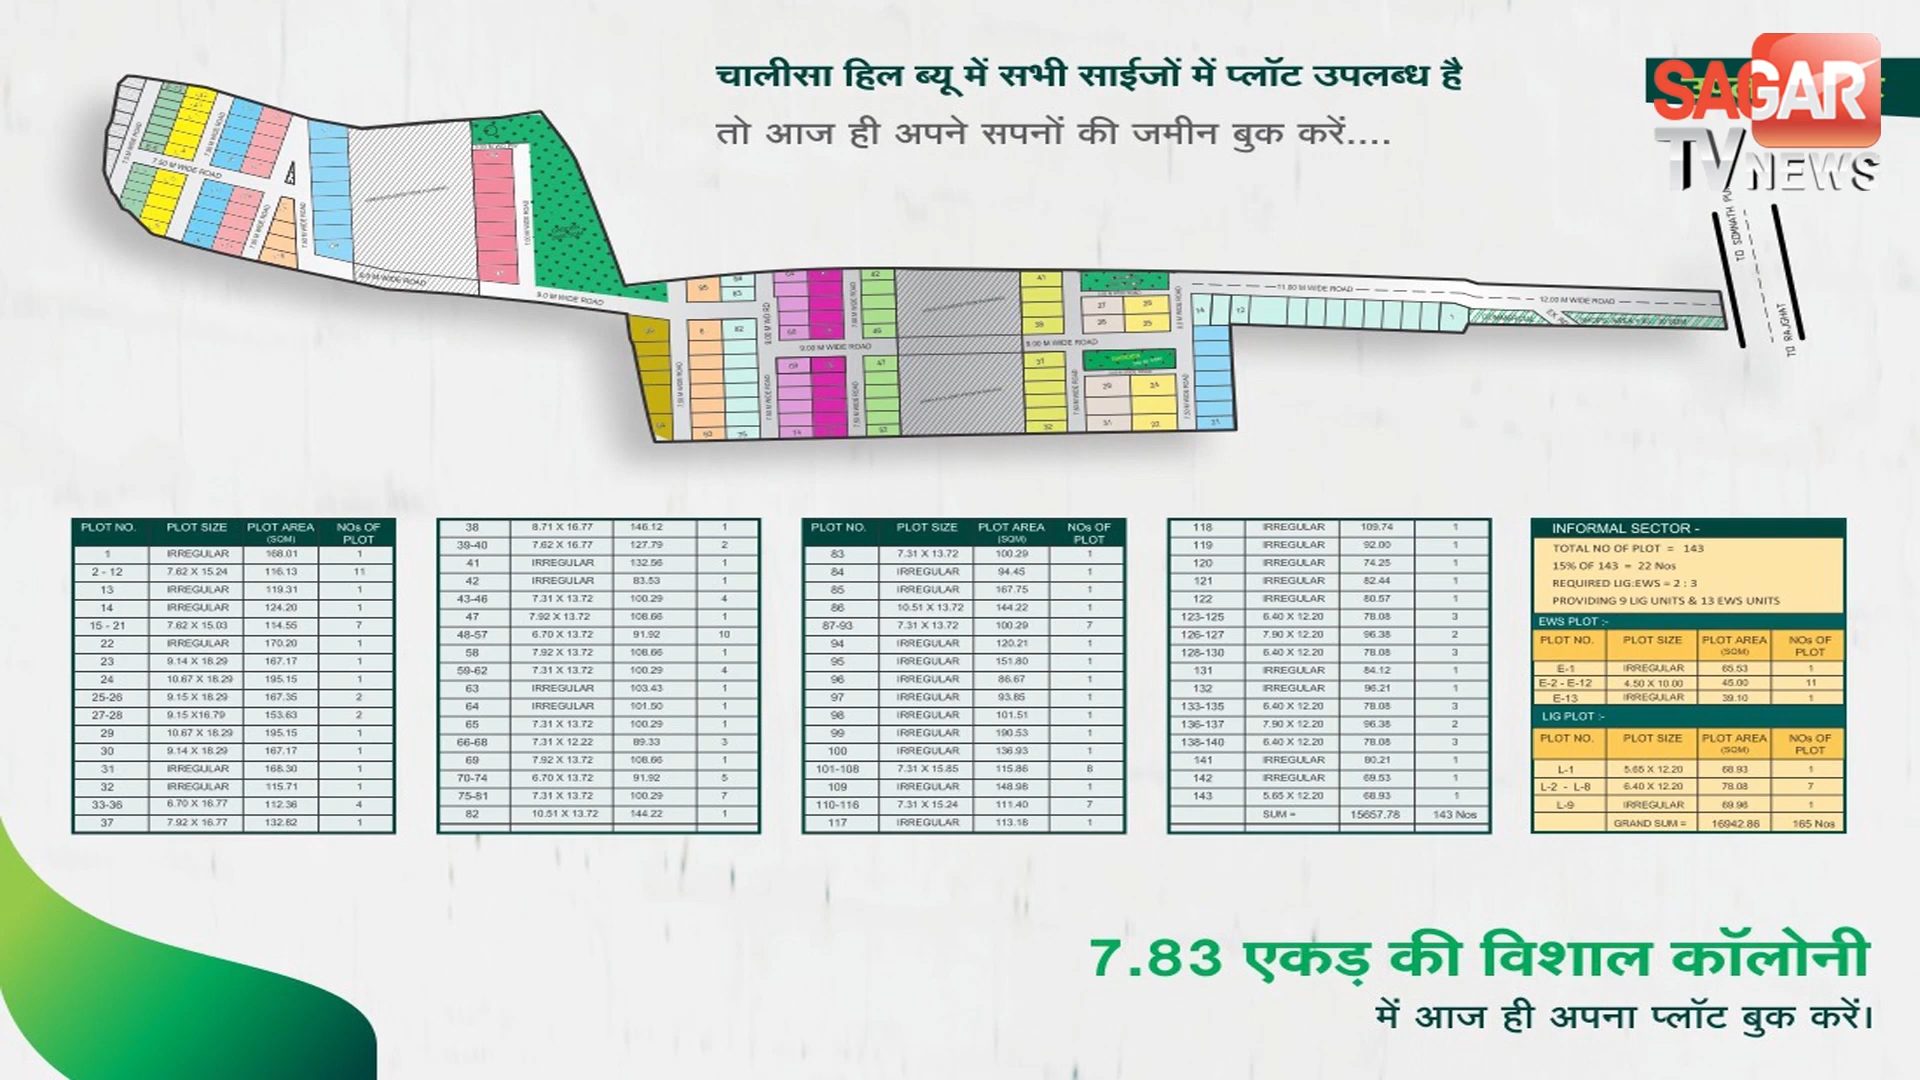 चालीसा हिल ब्यू में सभी साईजों में प्लॉट उपलब्ध है
तो आज ही अपने सपनों की जमीन बुक करें....
SAGAR
TV NEWS
7.50 M WIDE ROAD
9.0 M WIDE ROAD
9.0 M WIDE ROAD
9.00 M WIDE ROAD
9.00 M WIDE ROAD
11.00 M WIDE ROAD
12.00 M WIDE ROAD
TO RAJGHAT
PLOT NO. PLOT SIZE PLOT AREA (SQM) NOs OF PLOT
1 IRREGULAR 168.01 1
2 - 12 7.62 X 15.24 116.13 11
13 IRREGULAR 119.31 1
14 IRREGULAR 124.20 1
15 - 21 7.62 X 15.03 114.55 7
22 IRREGULAR 170.20 1
23 9.14 X 18.29 167.17 1
24 10.67 X 18.29 195.15 1
25-26 9.15 X 18.29 167.35 2
27-28 9.15 X16.79 153.63 2
29 10.67 X 18.29 195.15 1
30 9.14 X 18.29 167.17 1
31 IRREGULAR 168.30 1
32 IRREGULAR 115.71 1
33-36 6.70 X 16.77 112.36 4
37 7.92 X 16.77 132.82 1
38 8.71 X 16.77 146.12 1
39-40 7.62 X 16.77 127.79 2
41 IRREGULAR 132.56 1
42 IRREGULAR 83.53 1
43-46 7.31 X 13.72 100.29 4
47 7.92 X 13.72 108.66 1
48-57 6.70 X 13.72 91.92 10
58 7.92 X 13.72 108.66 1
59-62 7.31 X 13.72 100.29 4
63 IRREGULAR 103.43 1
64 IRREGULAR 101.50 1
65 7.31 X 13.72 100.29 1
66-68 7.31 X 12.22 89.33 3
69 7.92 X 13.72 108.66 1
70-74 6.70 X 13.72 91.92 5
75-81 7.31 X 13.72 100.29 7
82 10.51 X 13.72 144.22 1
PLOT NO. PLOT SIZE PLOT AREA (SQM) NOs OF PLOT
83 7.31 X 13.72 100.29 1
84 IRREGULAR 94.45 1
85 IRREGULAR 167.75 1
86 10.51 X 13.72 144.22 1
87-93 7.31 X 13.72 100.29 7
94 IRREGULAR 120.21 1
95 IRREGULAR 151.80 1
96 IRREGULAR 86.67 1
97 IRREGULAR 93.85 1
98 IRREGULAR 101.51 1
99 IRREGULAR 190.53 1
100 IRREGULAR 136.93 1
101-108 7.31 X 15.85 115.86 8
109 IRREGULAR 148.98 1
110-116 7.31 X 15.24 111.40 7
117 IRREGULAR 113.18 1
118 IRREGULAR 109.74 1
119 IRREGULAR 92.00 1
120 IRREGULAR 74.25 1
121 IRREGULAR 82.44 1
122 IRREGULAR 80.57 1
123-125 6.40 X 12.20 78.08 3
126-127 7.90 X 12.20 96.38 2
128-130 6.40 X 12.20 78.08 3
131 IRREGULAR 84.12 1
132 IRREGULAR 96.21 1
133-135 6.40 X 12.20 78.08 3
136-137 7.90 X 12.20 96.38 2
138-140 6.40 X 12.20 78.08 3
141 IRREGULAR 80.21 1
142 IRREGULAR 69.53 1
143 5.65 X 12.20 68.93 1
SUM = 15657.78 143 Nos
INFORMAL SECTOR -
TOTAL NO OF PLOT = 143
15% OF 143 = 22 Nos
REQUIRED LIG:EWS = 2 : 3
PROVIDING 9 LIG UNITS & 13 EWS UNITS
EWS PLOT :-
PLOT NO. PLOT SIZE PLOT AREA (SQM) NOs OF PLOT
E-1 IRREGULAR 65.53 1
E-2 - E-12 4.50 X 10.00 45.00 11
E-13 IRREGULAR 39.10 1
LIG PLOT :-
PLOT NO. PLOT SIZE PLOT AREA (SQM) NOs OF PLOT
L-1 5.65 X 12.20 68.93 1
L-2 - L-8 6.40 X 12.20 78.08 7
L-9 IRREGULAR 69.96 1
GRAND SUM = 16942.86 165 Nos
7.83 एकड़ की विशाल कॉलोनी
में आज ही अपना प्लॉट बुक करें।